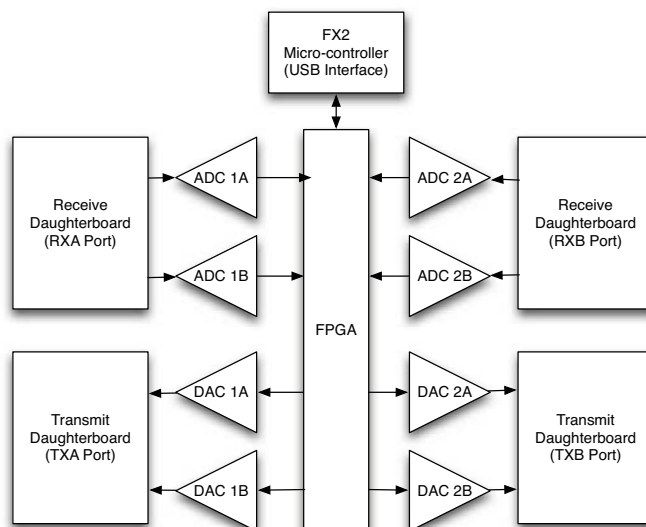 FX2
Micro-controller
(USB Interface)
ADC 1A
ADC 2A
Receive
Daughterboard
(RXA Port)
Receive
Daughterboard
(RXB Port)
ADC 1B
ADC 2B
FPGA
DAC 1A
DAC 2A
Transmit
Daughterboard
(TXA Port)
Transmit
Daughterboard
(TXB Port)
DAC 1B
DAC 2B